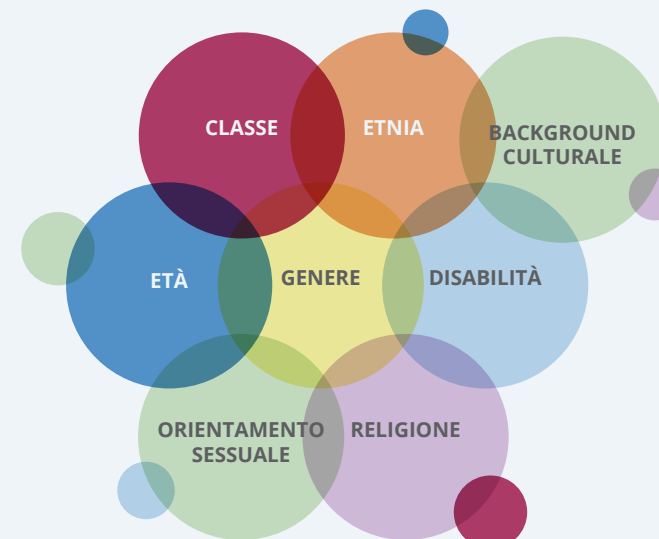 CLASSE
ETNIA
BACKGROUND
CULTURALE
ETÀ
GENERE
DISABILITÀ
ORIENTAMENTO
SESSUALE
RELIGIONE